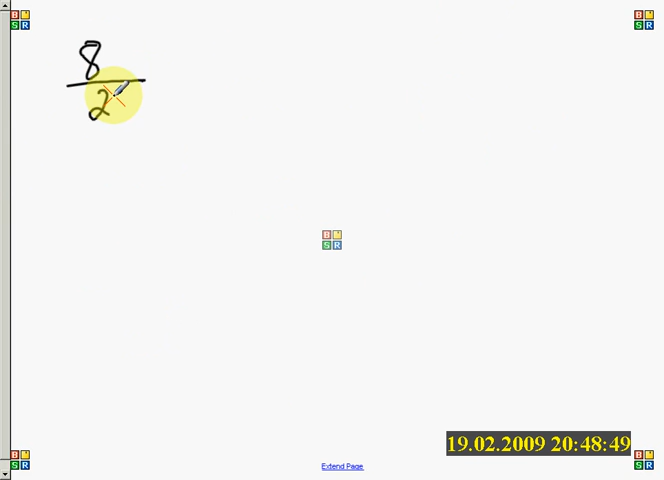 8
2
B "
S R
B "
S R
B "
S R
19.02.2009 20:48:49
B "
S R
B "
S R
Extend Page